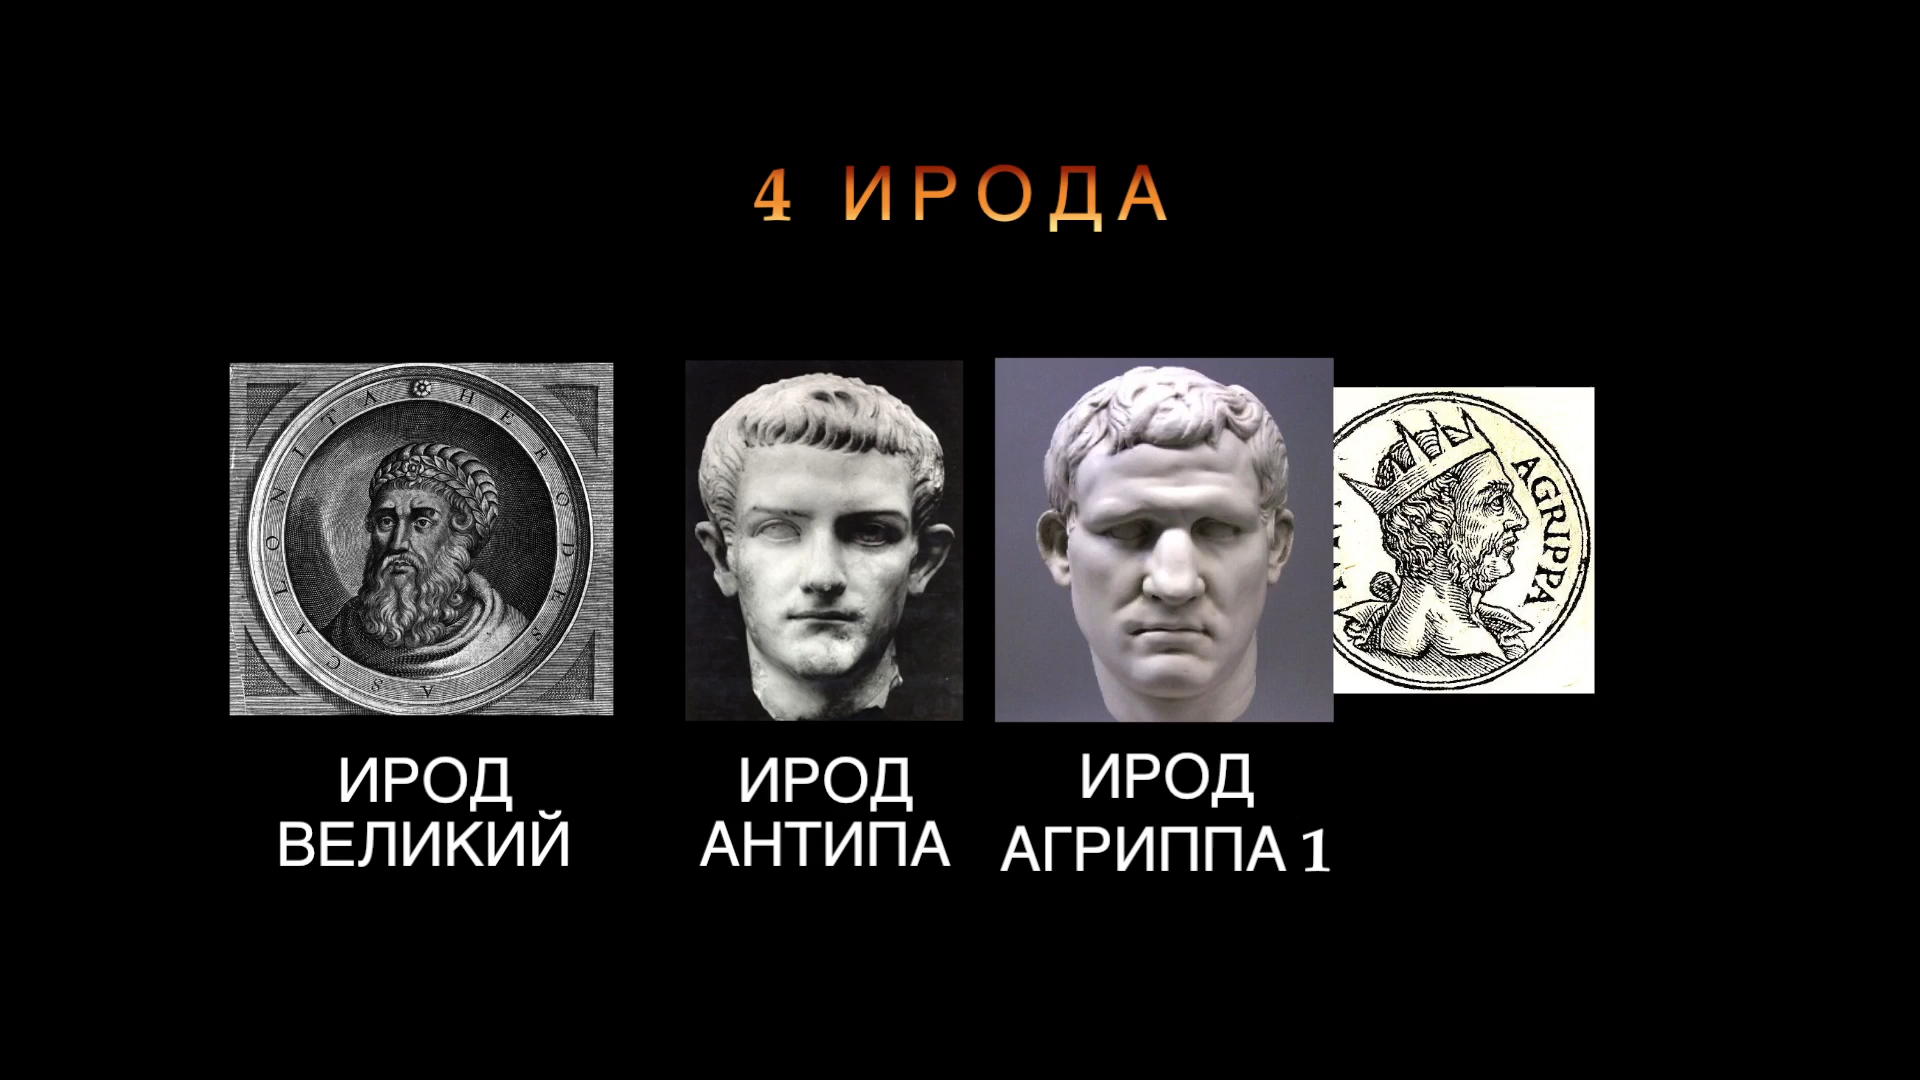 4 ИРОДА
HERODES ASCALONITA
AGRIPPA
ИРОД
ВЕЛИКИЙ
ИРОД
АНТИПА
ИРОД
АГРИППА 1